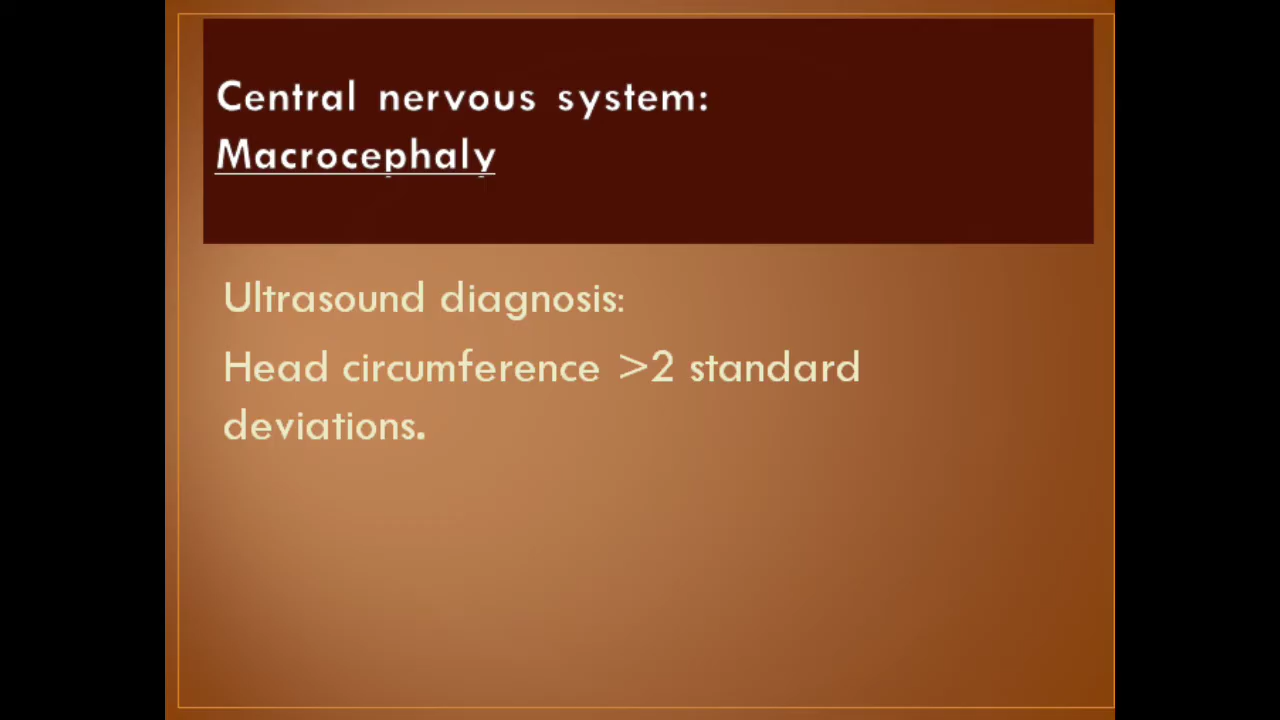 Central nervous system:
Macrocephaly
Ultrasound diagnosis:
Head circumference >2 standard
deviations.